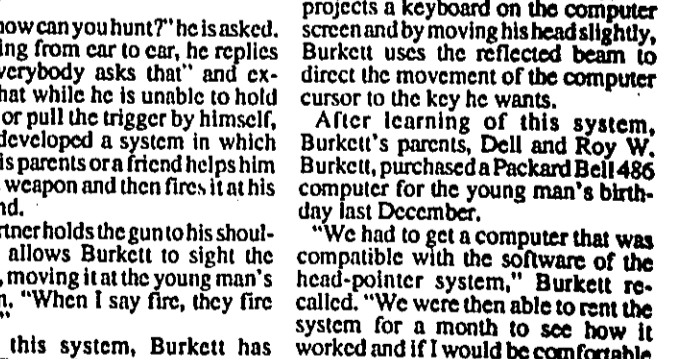 now can you hunt?" he is asked.
ing from ear to ear, he replies
verybody asks that" and ex-
hat while he is unable to hold
or pull the trigger by himself,
developed a system in which
is parents or a friend helps him
weapon and then fires it at his
nd.
rtner holds the gun to his shoul-
allows Burkett to sight the
, moving it at the young man's
n. "When I say fire, they fire
"
this system, Burkett has
projects a keyboard on the computer
screen and by moving his head slightly,
Burkett uses the reflected beam to
direct the movement of the computer
cursor to the key he wants.
After learning of this system,
Burkett's parents, Dell and Roy W.
Burkett, purchased a Packard Bell 486
computer for the young man's birth-
day last December.
"We had to get a computer that was
compatible with the software of the
head-pointer system," Burkett re-
called. "We were then able to rent the
system for a month to see how it
worked and if I would be comfortable